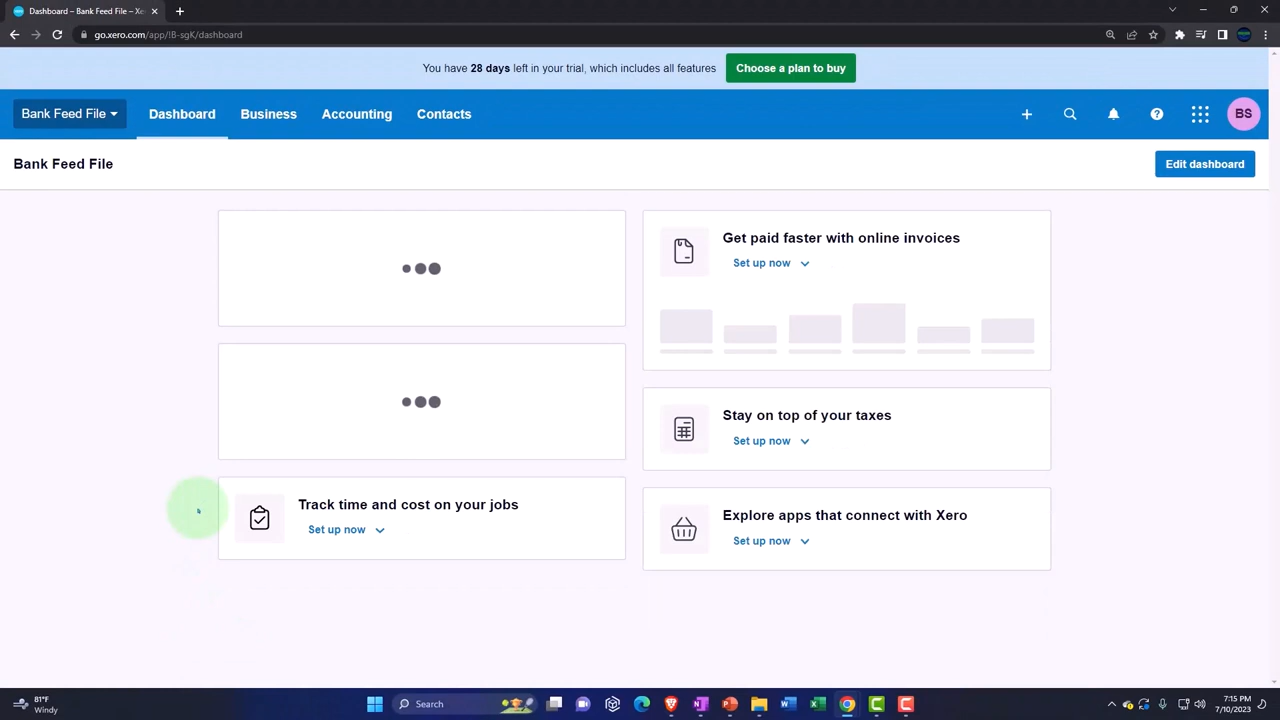 Dashboard – Bank Feed File – Xe
go.xero.com/app/!B-sgK/dashboard
You have 28 days left in your trial, which includes all features
Choose a plan to buy
Bank Feed File
Dashboard
Business
Accounting
Contacts
BS
Bank Feed File
Edit dashboard
Get paid faster with online invoices
Set up now
Stay on top of your taxes
Set up now
Track time and cost on your jobs
Set up now
Explore apps that connect with Xero
Set up now
81°F
Windy
Search
7:15 PM
7/10/2023